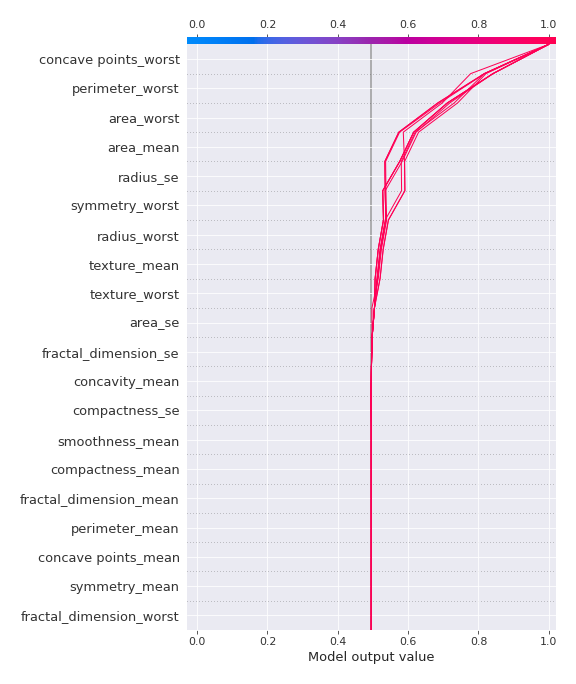 0.0 0.2 0.4 0.6 0.8 1.0
concave points_worst
perimeter_worst
area_worst
area_mean
radius_se
symmetry_worst
radius_worst
texture_mean
texture_worst
area_se
fractal_dimension_se
concavity_mean
compactness_se
smoothness_mean
compactness_mean
fractal_dimension_mean
perimeter_mean
concave points_mean
symmetry_mean
fractal_dimension_worst
0.0 0.2 0.4 0.6 0.8 1.0
Model output value